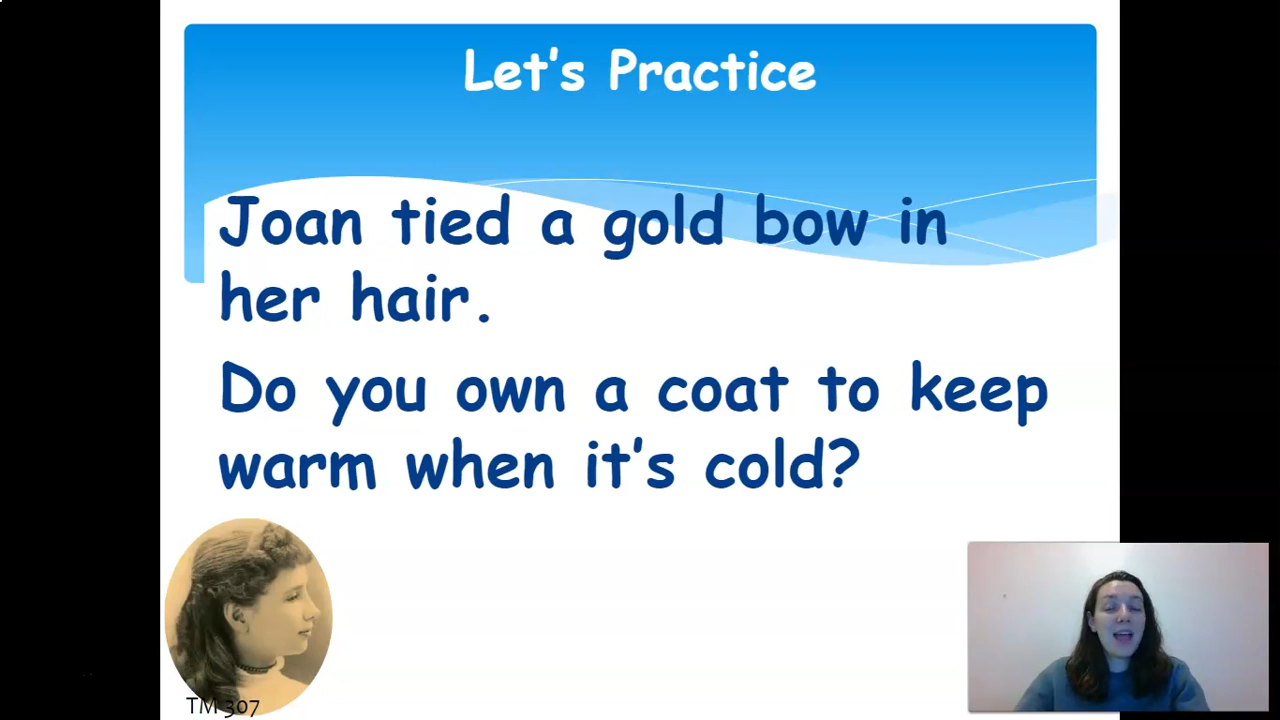 Let's Practice
Joan tied a gold bow in
her hair.
Do you own a coat to keep
warm when it's cold?
TM 307